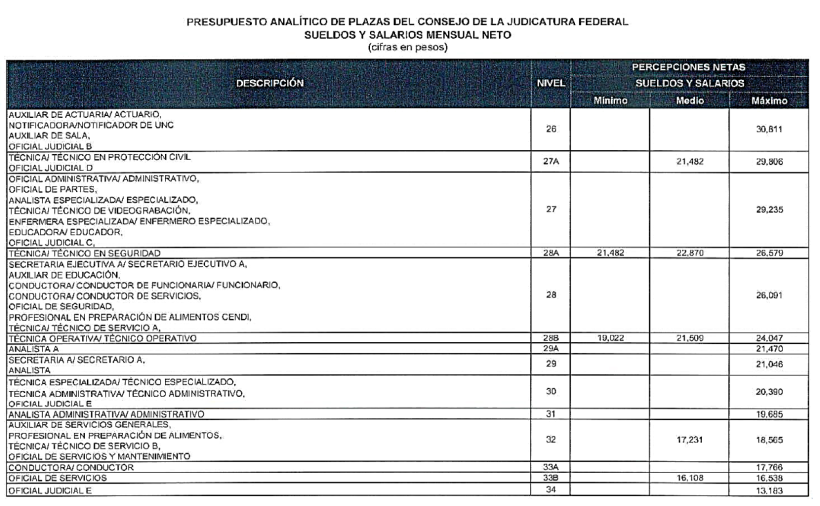 PRESUPUESTO ANALÍTICO DE PLAZAS DEL CONSEJO DE LA JUDICATURA FEDERAL
SUELDOS Y SALARIOS MENSUAL NETO
(cifras en pesos)
DESCRIPCIÓN NIVEL PERCEPCIONES NETAS
SUELDOS Y SALARIOS
Mínimo Medio Máximo
AUXILIAR DE ACTUARIA/ ACTUARIO,
NOTIFICADORA/NOTIFICADOR DE UNC
AUXILIAR DE SALA,
OFICIAL JUDICIAL B
26 30,811
TÉCNICA/ TÉCNICO EN PROTECCIÓN CIVIL
OFICIAL JUDICIAL D
27A 21,482 29,806
OFICIAL ADMINISTRATIVA/ ADMINISTRATIVO,
OFICIAL DE PARTES,
ANALISTA ESPECIALIZADA/ ESPECIALIZADO,
TÉCNICA/ TÉCNICO DE VIDEOGRABACIÓN,
ENFERMERA ESPECIALIZADA/ ENFERMERO ESPECIALIZADO,
EDUCADORA/ EDUCADOR,
OFICIAL JUDICIAL C,
27 29,235
TÉCNICA/ TÉCNICO EN SEGURIDAD 28A 21,482 22,870 26,579
SECRETARIA EJECUTIVA A/ SECRETARIO EJECUTIVO A,
AUXILIAR DE EDUCACIÓN,
CONDUCTORA/ CONDUCTOR DE FUNCIONARIA/ FUNCIONARIO,
CONDUCTORA/ CONDUCTOR DE SERVICIOS,
OFICIAL DE SEGURIDAD,
PROFESIONAL EN PREPARACIÓN DE ALIMENTOS CENDI,
TÉCNICA/ TÉCNICO DE SERVICIO A,
28 26,091
TÉCNICA OPERATIVA/ TÉCNICO OPERATIVO 28B 19,022 21,509 24,047
ANALISTA A 29A 21,470
SECRETARIA A/ SECRETARIO A,
ANALISTA
29 21,046
TÉCNICA ESPECIALIZADA/ TÉCNICO ESPECIALIZADO,
TÉCNICA ADMINISTRATIVA/ TÉCNICO ADMINISTRATIVO,
OFICIAL JUDICIAL E
30 20,390
ANALISTA ADMINISTRATIVA/ ADMINISTRATIVO 31 19,685
AUXILIAR DE SERVICIOS GENERALES,
PROFESIONAL EN PREPARACIÓN DE ALIMENTOS,
TÉCNICA/ TÉCNICO DE SERVICIO B,
OFICIAL DE SERVICIOS Y MANTENIMIENTO
32 17,231 18,565
CONDUCTORA/ CONDUCTOR 33A 17,766
OFICIAL DE SERVICIOS 33B 16,108 16,538
OFICIAL JUDICIAL E 34 13,183